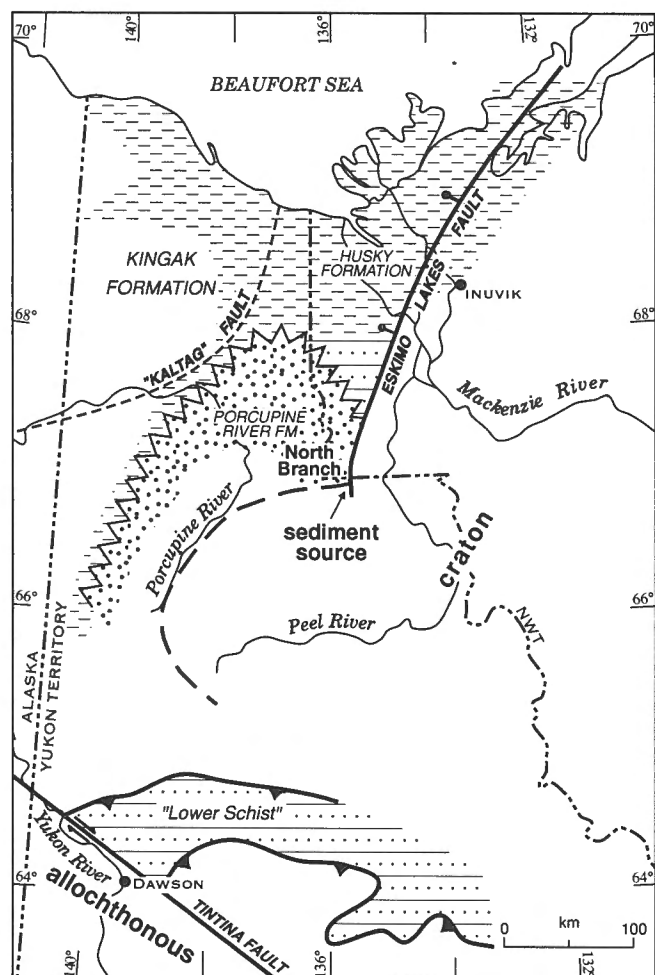 140°
136°
132°
70°
70°
BEAUFORT SEA
KINGAK
FORMATION
HUSKY
FORMATION
ESKIMO LAKES FAULT
INUVIK
68°
68°
"KALTAG" FAULT
Mackenzie River
PORCUPINE
RIVER FM
North
Branch
sediment
source
Porcupine River
craton
66°
66°
Peel River
NWT
ALASKA
YUKON TERRITORY
"Lower Schist"
Yukon River
DAWSON
64°
64°
allochthonous
TINTINA FAULT
0 km 100
140°
136°
132°